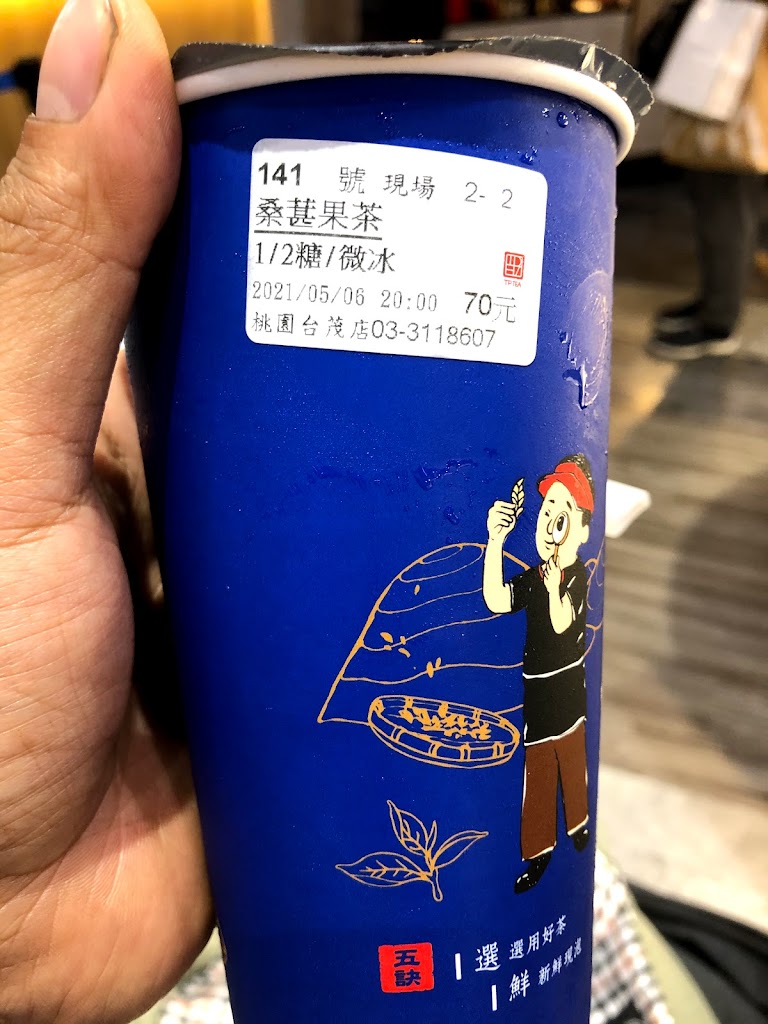 141 號 現場 2- 2
桑葚果茶
1/2糖/微冰
2021/05/06 20:00 70元
桃園台茂店03-3118607
五訣
選 選用好茶
鮮 新鮮現泡